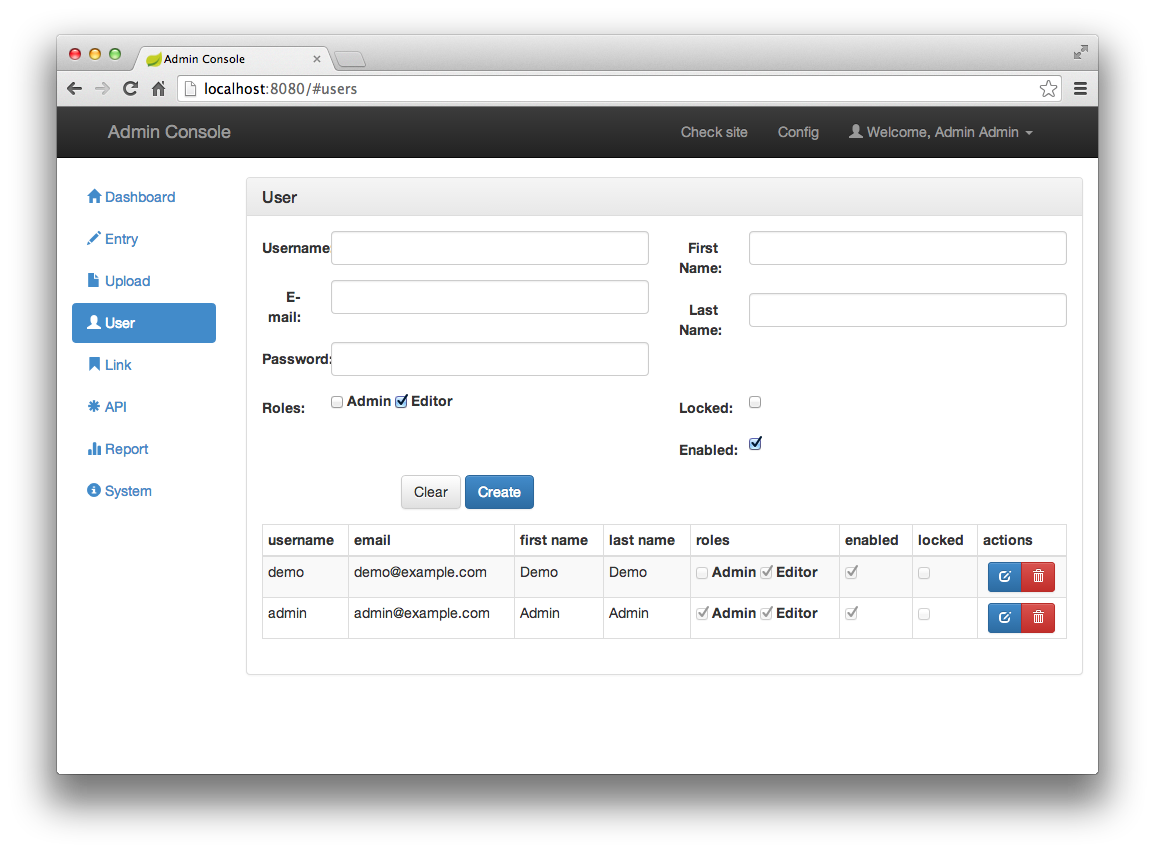 Admin Console
localhost:8080/#users
Admin Console Check site Config Welcome, Admin Admin
Dashboard
Entry
Upload
User
Link
API
Report
System
User
Username:
First
Name:
E-
mail:
Last
Name:
Password:
Roles: Admin Editor
Locked:
Enabled:
Clear Create
username email first name last name roles enabled locked actions
demo demo@example.com Demo Demo Admin Editor
admin admin@example.com Admin Admin Admin Editor